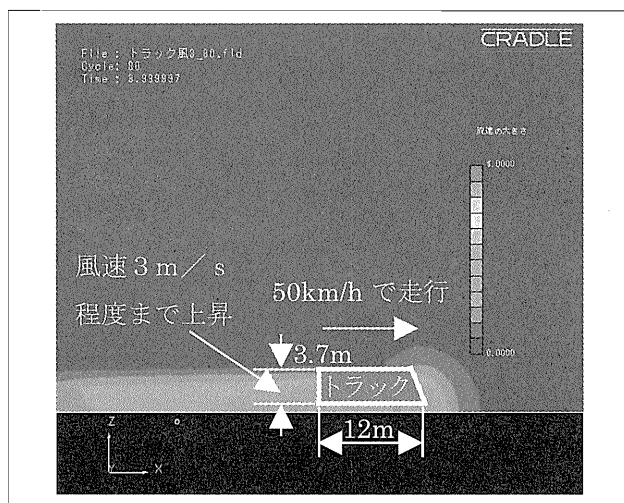 CRADLE
File : トラック風3_80.fld
Cycle: 80
Time : 3.999997
流速の大きさ
5.0000
0.0000
風速３ｍ／ｓ
程度まで上昇
50km/h で走行
3.7m
トラック
12m
Z
Y
X